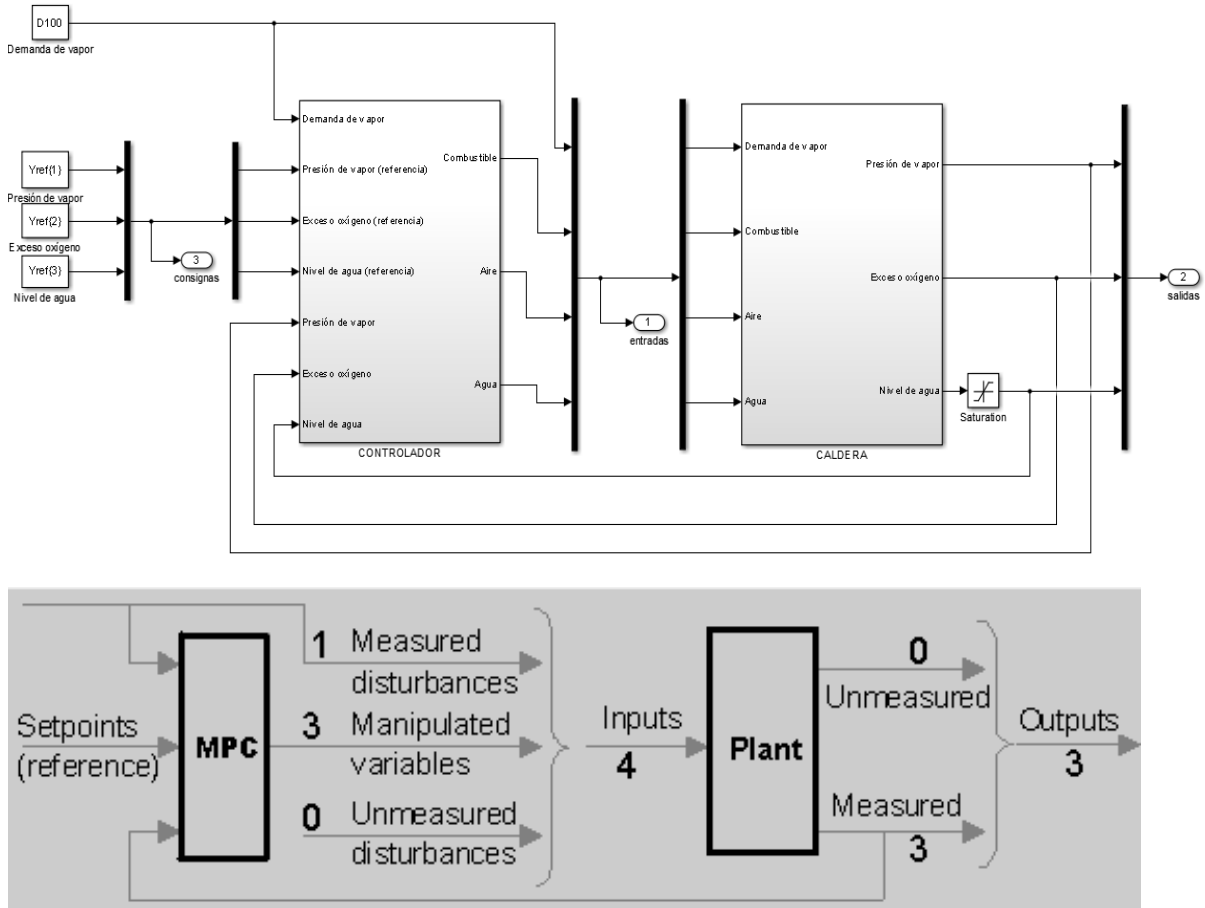 D100
Demanda de vapor
Yref{1}
Presión de vapor
Yref{2}
Exceso oxígeno
Yref{3}
Nivel de agua
3
consignas
Demanda de vapor
Presión de vapor (referencia)
Exceso oxígeno (referencia)
Nivel de agua (referencia)
Presión de vapor
Exceso oxígeno
Nivel de agua
Combustible
Aire
Agua
CONTROLADOR
1
entradas
Demanda de vapor
Combustible
Aire
Agua
Presión de vapor
Exceso oxígeno
Nivel de agua
CALDERA
Saturation
2
salidas
Setpoints
(reference)
MPC
1 Measured
disturbances
3 Manipulated
variables
0 Unmeasured
disturbances
Inputs
4
Plant
0
Unmeasured
Measured
3
Outputs
3